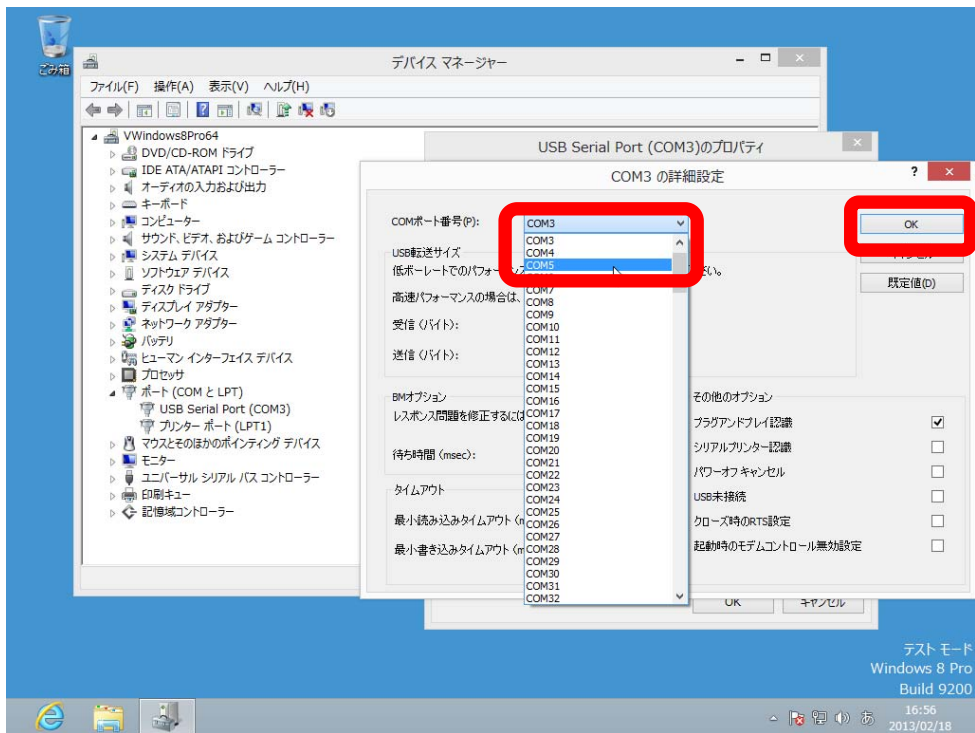 ごみ箱
デバイス マネージャー
ファイル(F) 操作(A) 表示(V) ヘルプ(H)
VWindows8Pro64
DVD/CD-ROM ドライブ
IDE ATA/ATAPI コントローラー
オーディオの入力および出力
キーボード
コンピューター
サウンド、ビデオ、およびゲーム コントローラー
システム デバイス
ソフトウェア デバイス
ディスク ドライブ
ディスプレイ アダプター
ネットワーク アダプター
バッテリ
ヒューマン インターフェイス デバイス
プロセッサ
ポート (COM と LPT)
USB Serial Port (COM3)
プリンター ポート (LPT1)
マウスとそのほかのポインティング デバイス
モニター
ユニバーサル シリアル バス コントローラー
印刷キュー
記憶域コントローラー
USB Serial Port (COM3)のプロパティ
COM3 の詳細設定
COMポート番号(P):
COM3
OK
既定値(D)
USB転送サイズ
低ボーレートでのパフォーマンス
さい。
高速パフォーマンスの場合は、
受信 (バイト):
送信 (バイト):
COM3
COM4
COM5
COM7
COM8
COM9
COM10
COM11
COM12
COM13
COM14
COM15
COM16
COM17
COM18
COM19
COM20
COM21
COM22
COM23
COM24
COM25
COM26
COM27
COM28
COM29
COM30
COM31
COM32
BMオプション
レスポンス問題を修正するには
待ち時間 (msec):
タイムアウト
最小読み込みタイムアウト (m
最小書き込みタイムアウト (m
その他のオプション
プラグアンドプレイ認識
シリアルプリンター認識
パワーオフ キャンセル
USB未接続
クローズ時のRTS設定
起動時のモデムコントロール無効設定
OK キャンセル
テスト モード
Windows 8 Pro
Build 9200
あ
16:56
2013/02/18